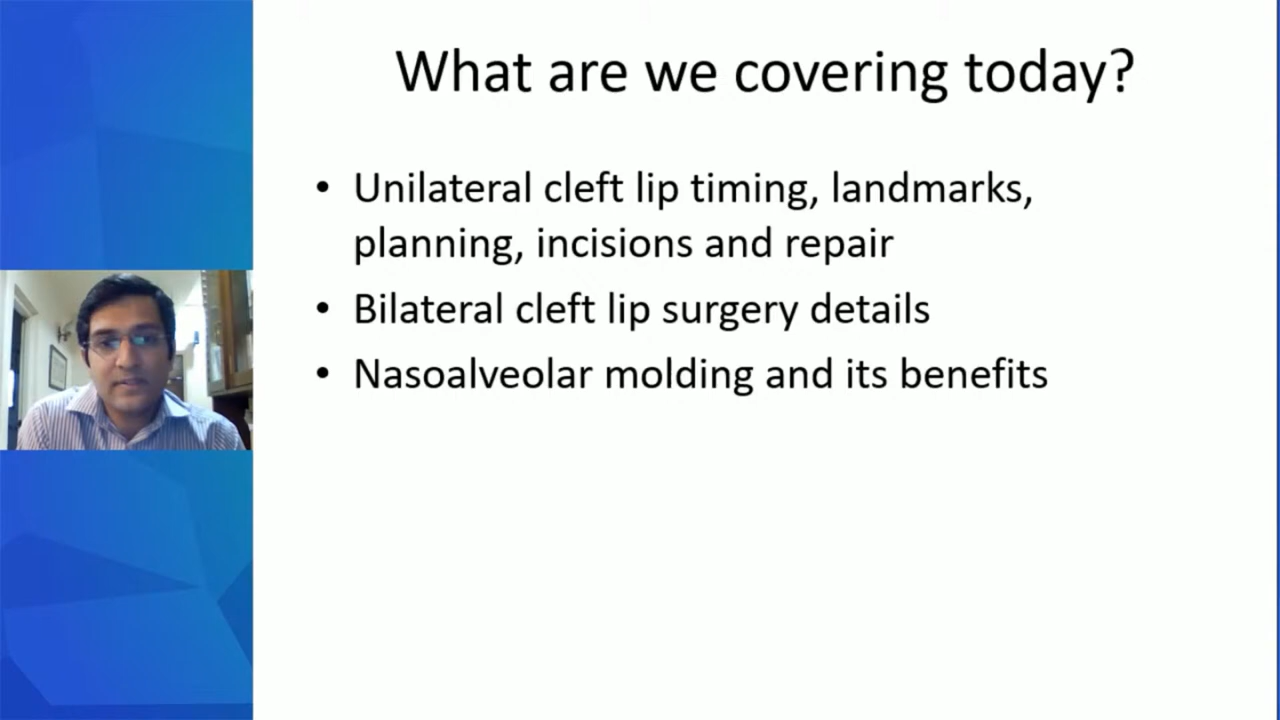 What are we covering today?
• Unilateral cleft lip timing, landmarks,
planning, incisions and repair
• Bilateral cleft lip surgery details
• Nasoalveolar molding and its benefits